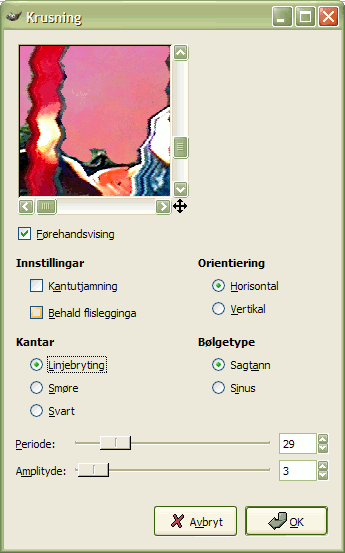 Krusning
Førehandsvising
Innstillingar
Kantutjamning
Behald flislegginga
Orientiering
Horisontal
Vertikal
Kantar
Linjebryting
Smøre
Svart
Bølgetype
Sagtann
Sinus
Periode: 29
Amplityde: 3
Avbryt OK